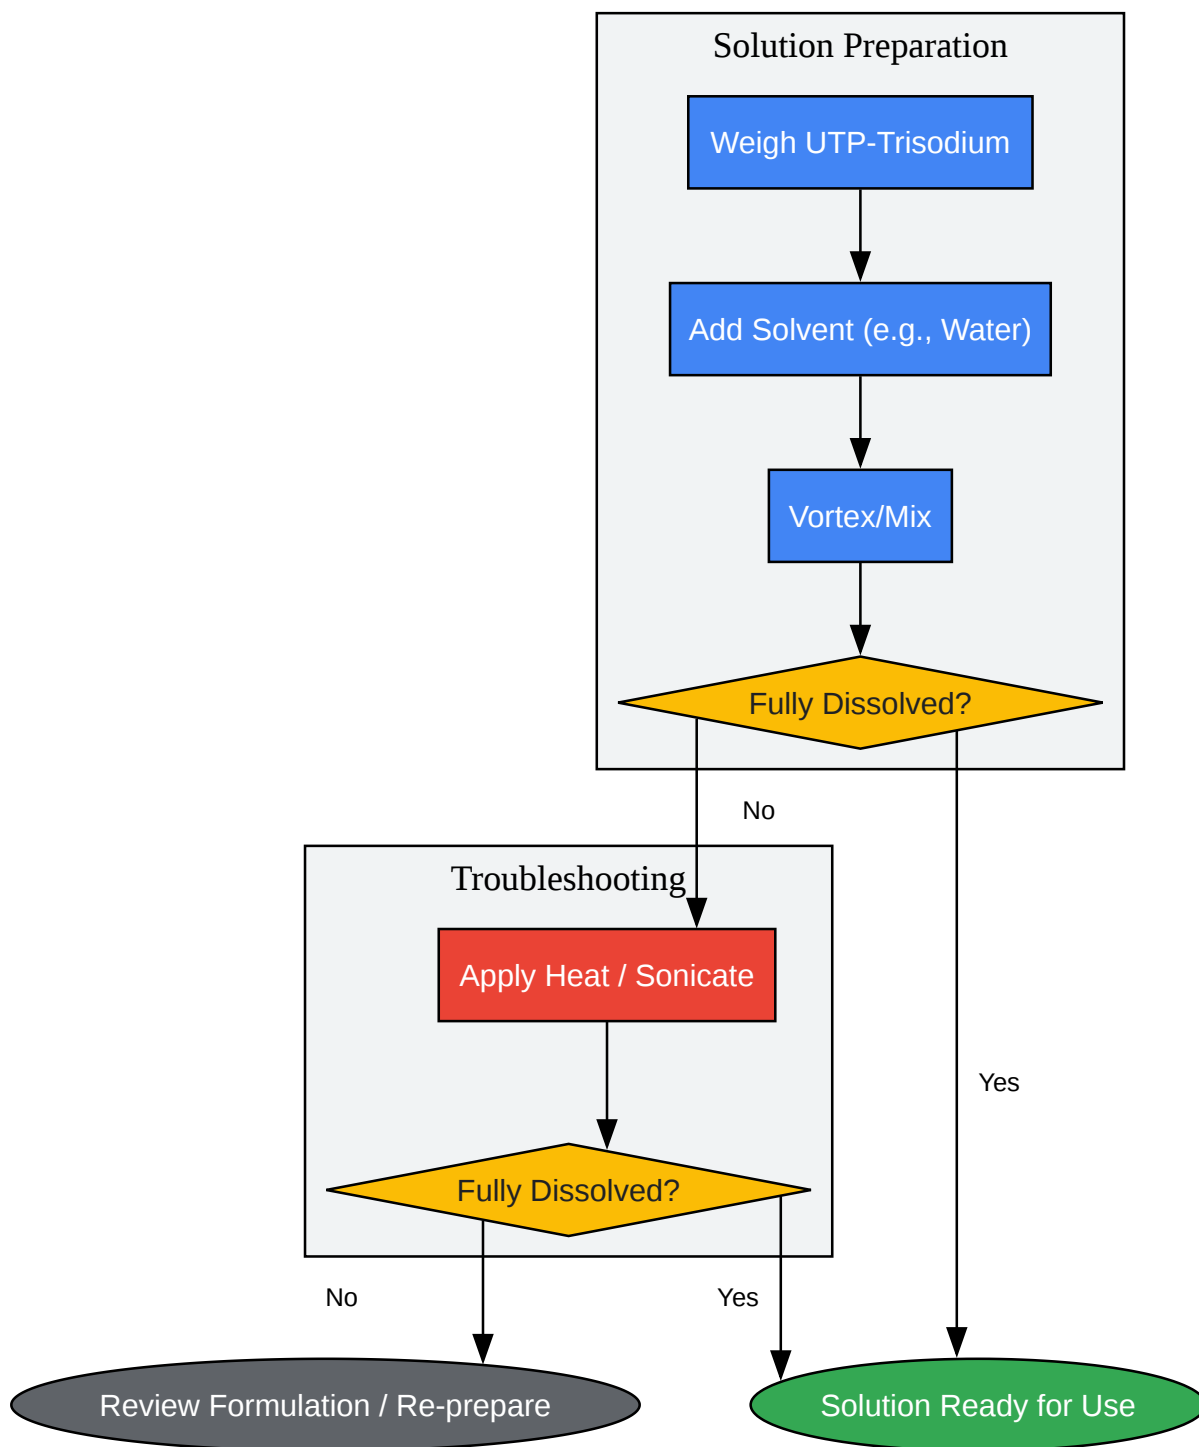 Solution Preparation
Weigh UTP-Trisodium
Add Solvent (e.g., Water)
Vortex/Mix
Fully Dissolved?
No
Troubleshooting
Apply Heat / Sonicate
Yes
Fully Dissolved?
No
Yes
Review Formulation / Re-prepare
Solution Ready for Use